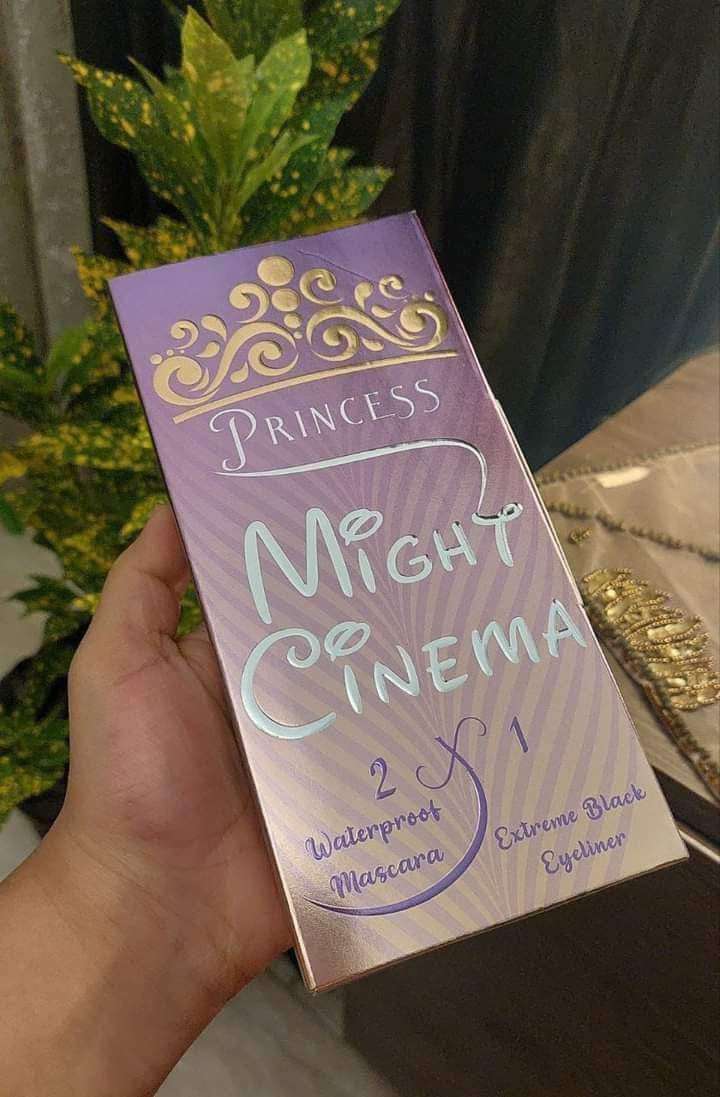 PRINCESS
MiGHT
CiNEMA
2 X 1
Waterproof
Mascara
Extreme Black
Eyeliner